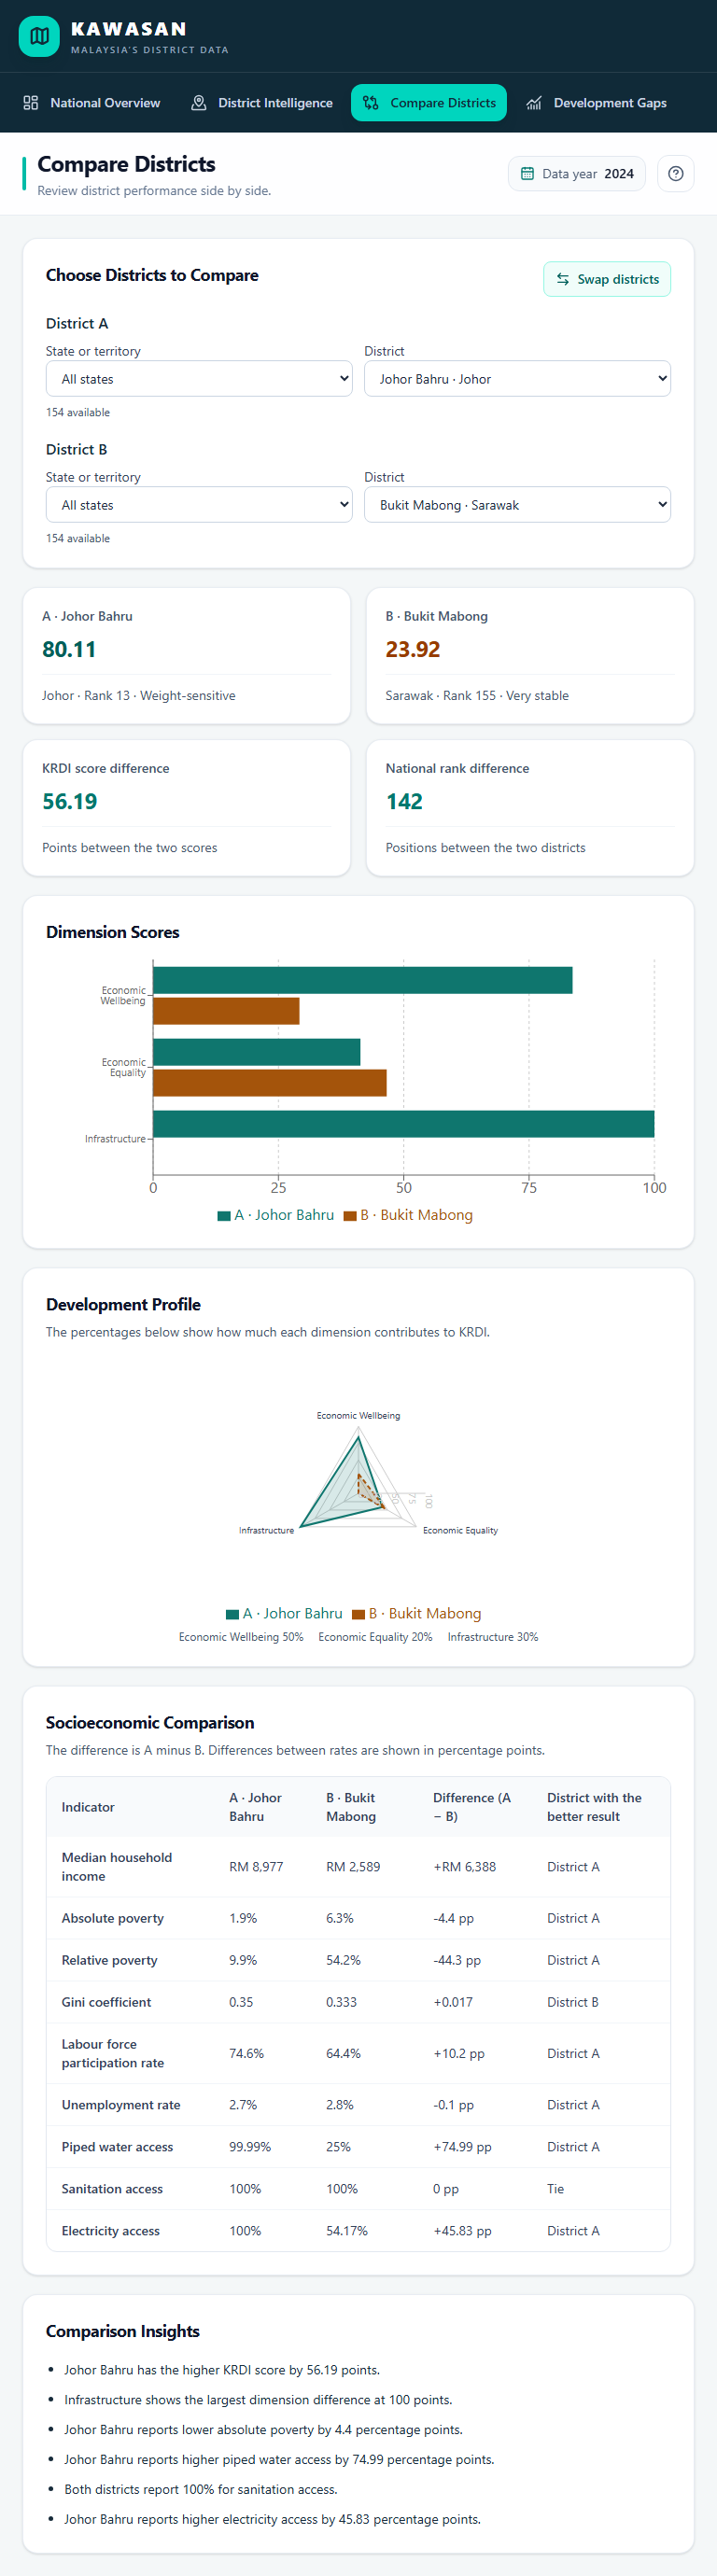 KAWASAN
MALAYSIA'S DISTRICT DATA
National Overview
District Intelligence
Compare Districts
Development Gaps
Compare Districts
Review district performance side by side.
Data year 2024
Choose Districts to Compare
Swap districts
District A
State or territory
District
All states
Johor Bahru · Johor
154 available
District B
State or territory
District
All states
Bukit Mabong · Sarawak
154 available
A · Johor Bahru
80.11
Johor · Rank 13 · Weight-sensitive
B · Bukit Mabong
23.92
Sarawak · Rank 155 · Very stable
KRDI score difference
56.19
Points between the two scores
National rank difference
142
Positions between the two districts
Dimension Scores
Economic
Wellbeing
Economic
Equality
Infrastructure
0 25 50 75 100
A · Johor Bahru B · Bukit Mabong
Development Profile
The percentages below show how much each dimension contributes to KRDI.
Economic Wellbeing
50 75 100
Infrastructure
Economic Equality
A · Johor Bahru B · Bukit Mabong
Economic Wellbeing 50% Economic Equality 20% Infrastructure 30%
Socioeconomic Comparison
The difference is A minus B. Differences between rates are shown in percentage points.
Indicator
A · Johor
Bahru
B · Bukit
Mabong
Difference (A
− B)
District with the
better result
Median household
income
RM 8,977
RM 2,589
+RM 6,388
District A
Absolute poverty 1.9% 6.3% -4.4 pp District A
Relative poverty 9.9% 54.2% -44.3 pp District A
Gini coefficient 0.35 0.333 +0.017 District B
Labour force
participation rate
74.6%
64.4%
+10.2 pp
District A
Unemployment rate 2.7% 2.8% -0.1 pp District A
Piped water access 99.99% 25% +74.99 pp District A
Sanitation access 100% 100% 0 pp Tie
Electricity access 100% 54.17% +45.83 pp District A
Comparison Insights
• Johor Bahru has the higher KRDI score by 56.19 points.
• Infrastructure shows the largest dimension difference at 100 points.
• Johor Bahru reports lower absolute poverty by 4.4 percentage points.
• Johor Bahru reports higher piped water access by 74.99 percentage points.
• Both districts report 100% for sanitation access.
• Johor Bahru reports higher electricity access by 45.83 percentage points.